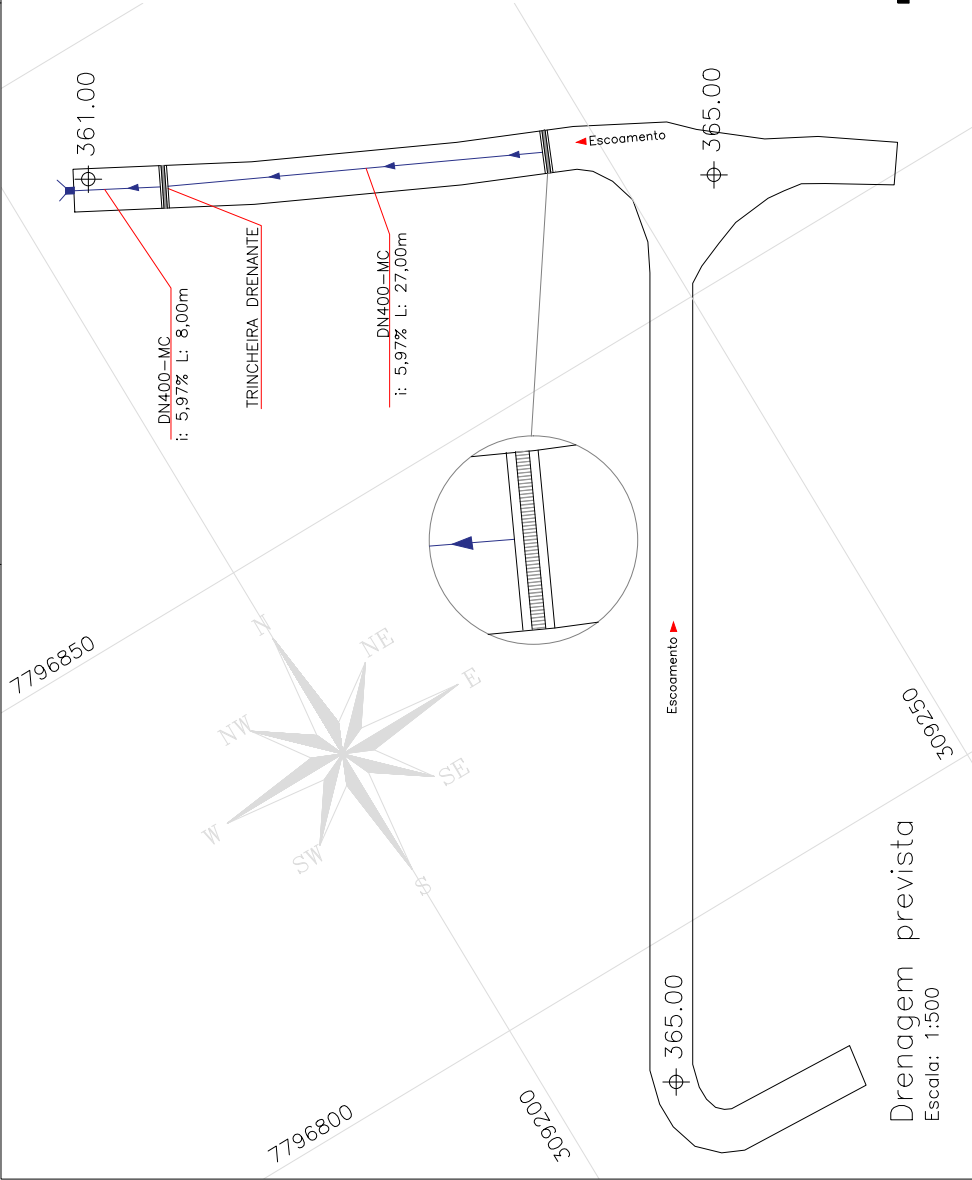 361.00
365.00
Escoamento
TRINCHEIRA DRENANTE
DN400-MC
i: 5,97% L: 27,00m
DN400-MC
i: 5,97% L: 8,00m
7796850
N
NE
E
NW
SE
W
SW
S
Escoamento
309250
365.00
7796800
309200
Drenagem prevista
Escala: 1:500